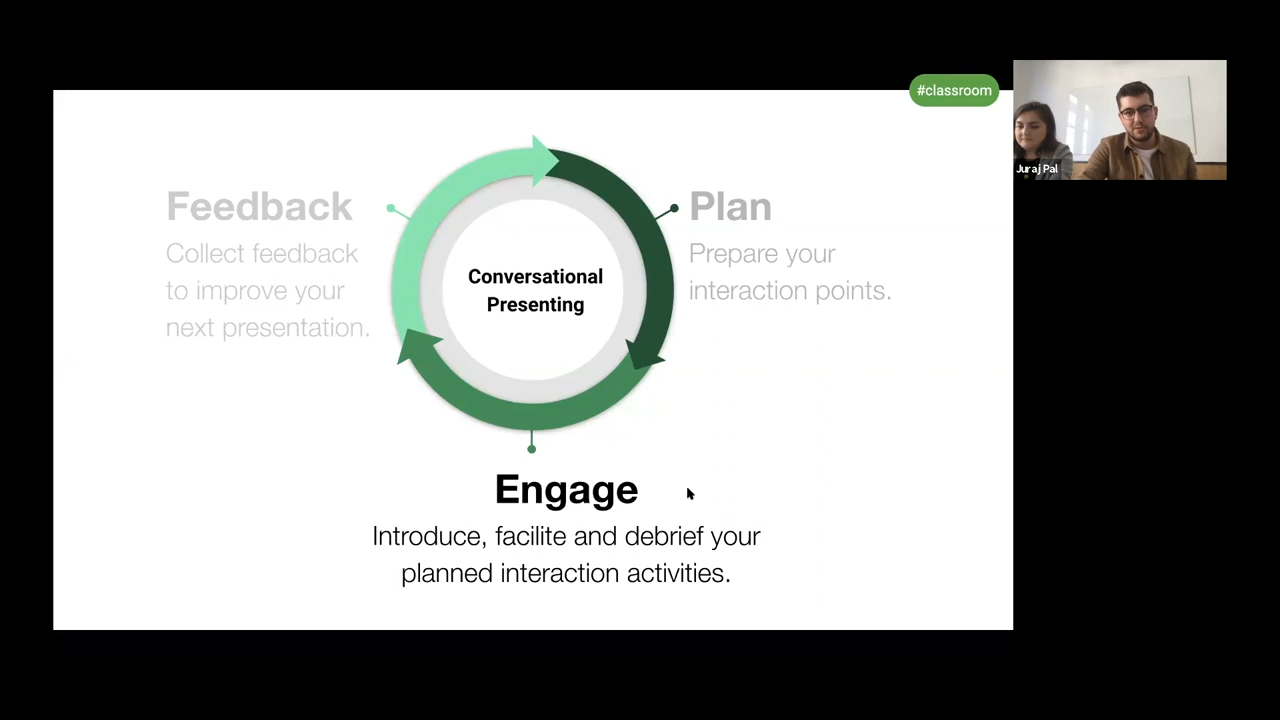 #classroom
Juraj Pal
Feedback
Collect feedback
to improve your
next presentation.
Conversational
Presenting
Plan
Prepare your
interaction points.
Engage
Introduce, facilite and debrief your
planned interaction activities.